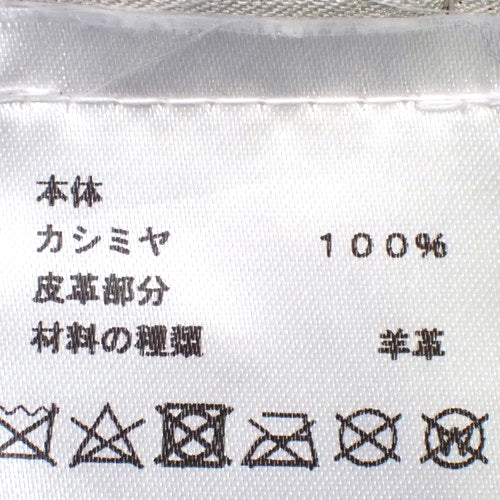 本体
カシミヤ 100%
皮革部分
材料の種類 羊革
W